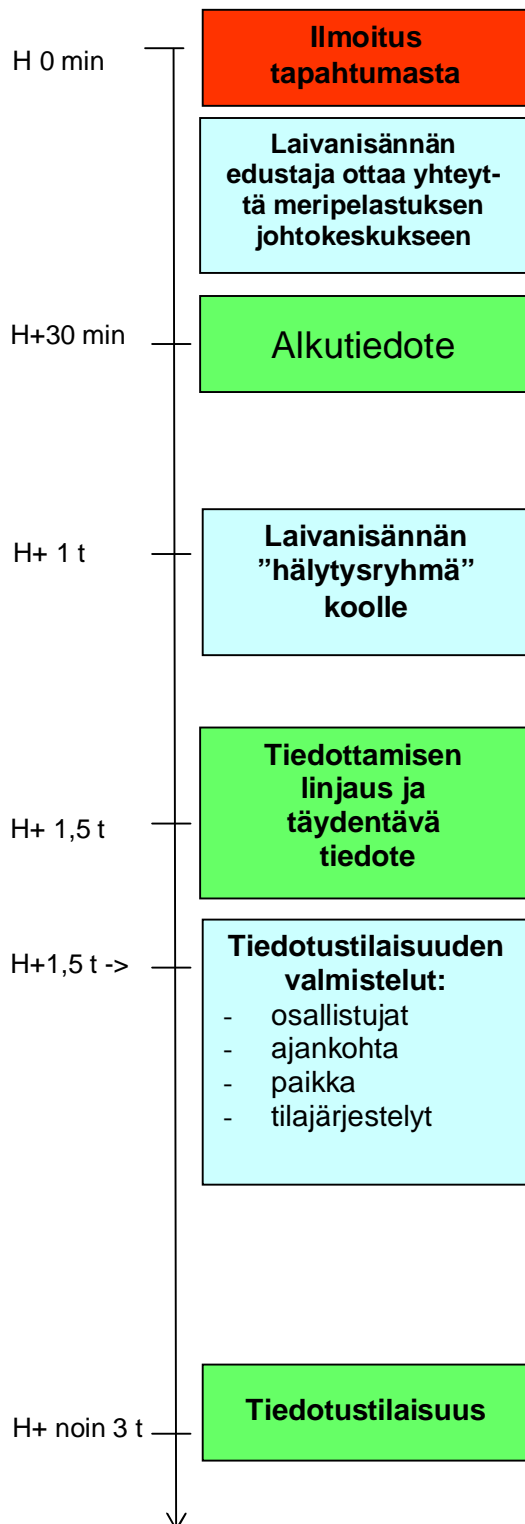 H 0 min
Ilmoitus
tapahtumasta
Laivanisännän
edustaja ottaa yhteyt-
tä meripelastuksen
johtokeskukseen
H+30 min
Alkutiedote
H+ 1 t
Laivanisännän
”hälytysryhmä”
koolle
H+ 1,5 t
Tiedottamisen
linjaus ja
täydentävä
tiedote
H+1,5 t ->
Tiedotustilaisuuden
valmistelut:
- osallistujat
- ajankohta
- paikka
- tilajärjestelyt
H+ noin 3 t
Tiedotustilaisuus